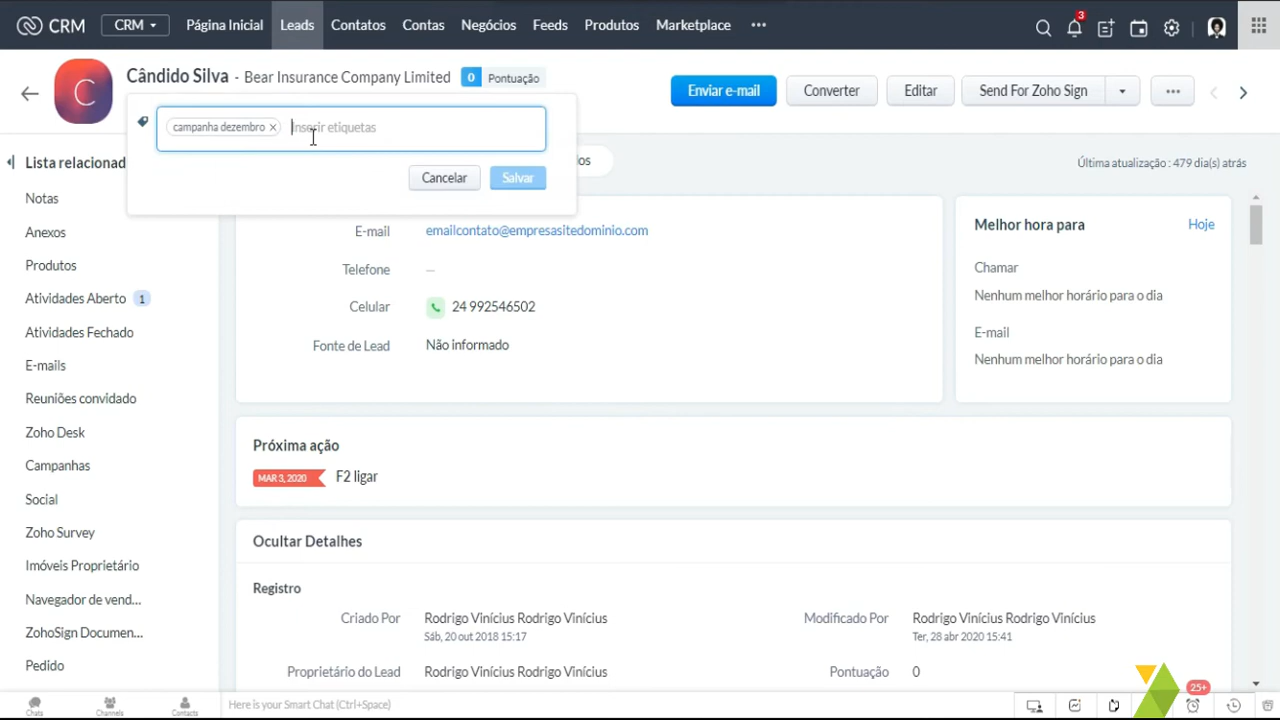 CRM
CRM
Página Inicial
Leads
Contatos
Contas
Negócios
Feeds
Produtos
Marketplace
3
C
Cândido Silva - Bear Insurance Company Limited
0 Pontuação
Enviar e-mail
Converter
Editar
Send For Zoho Sign
campanha dezembro
Inserir etiquetas
Cancelar
Salvar
dos
Última atualização : 479 dia(s) atrás
Lista relacionad
Notas
Anexos
Produtos
Atividades Aberto 1
Atividades Fechado
E-mails
Reuniões convidado
Zoho Desk
Campanhas
Social
Zoho Survey
Imóveis Proprietário
Navegador de vend...
ZohoSign Documen...
Pedido
E-mail emailcontato@empresasitedominio.com
Telefone —
Celular 24 992546502
Fonte de Lead Não informado
Melhor hora para Hoje
Chamar
Nenhum melhor horário para o dia
E-mail
Nenhum melhor horário para o dia
Próxima ação
MAR 3, 2020 F2 ligar
Ocultar Detalhes
Registro
Criado Por Rodrigo Vinícius Rodrigo Vinícius
Sáb, 20 out 2018 15:17
Modificado Por Rodrigo Vinícius Rodrigo Vinícius
Ter, 28 abr 2020 15:41
Proprietário do Lead Rodrigo Vinícius Rodrigo Vinícius
Pontuação 0
Chats
Channels
Contacts
Here is your Smart Chat (Ctrl+Space)
25+